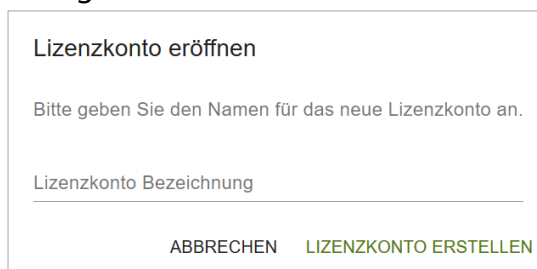 Lizenzkonto eröffnen
Bitte geben Sie den Namen für das neue Lizenzkonto an.
Lizenzkonto Bezeichnung
ABBRECHEN LIZENZKONTO ERSTELLEN